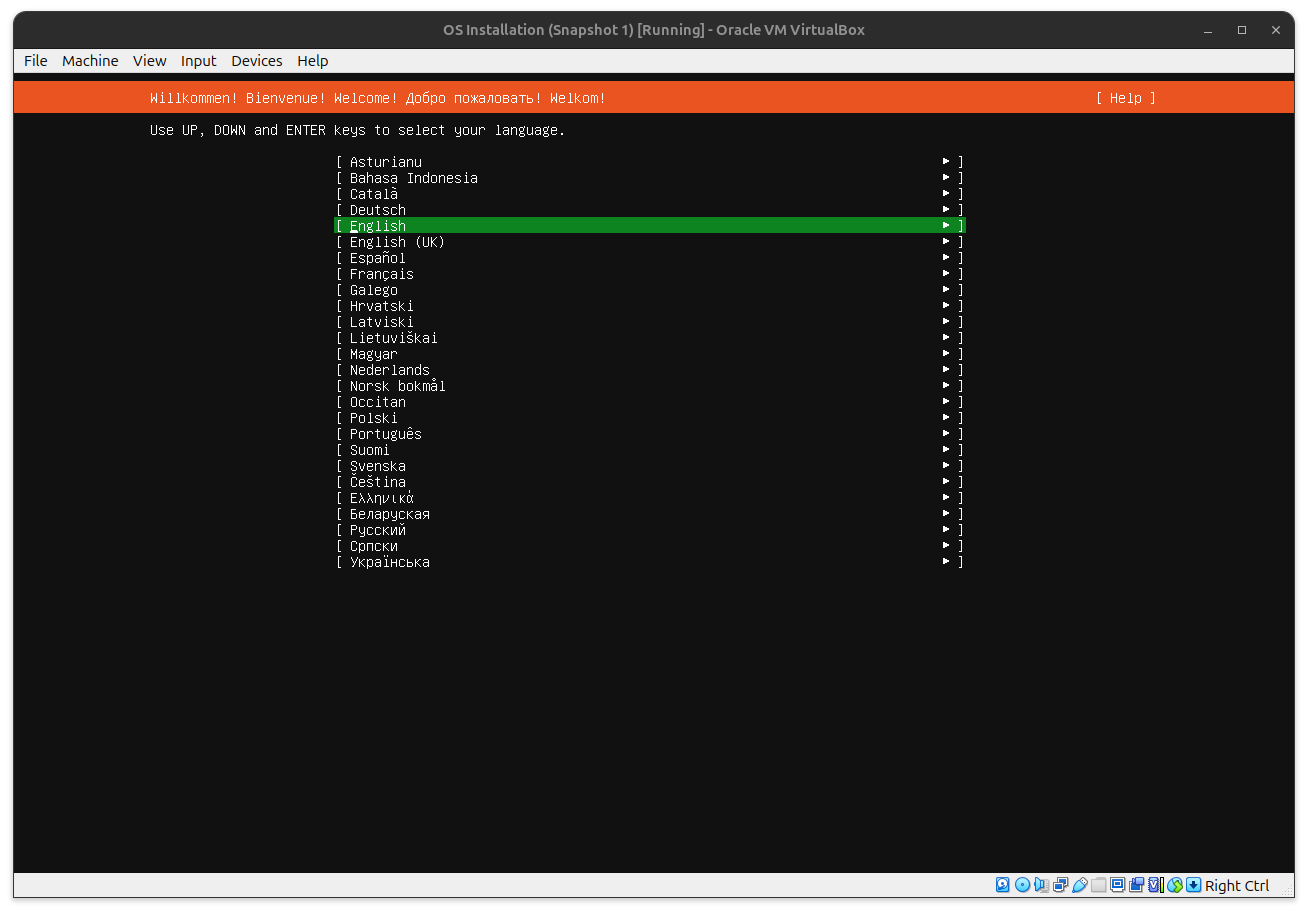 OS Installation (Snapshot 1) [Running] - Oracle VM VirtualBox
File Machine View Input Devices Help
Willkommen! Bienvenue! Welcome! Добро пожаловать! Welkom! [ Help ]
Use UP, DOWN and ENTER keys to select your language.
[ Asturianu ▸ ]
[ Bahasa Indonesia ▸ ]
[ Català ▸ ]
[ Deutsch ▸ ]
[ English ▸ ]
[ English (UK) ▸ ]
[ Español ▸ ]
[ Français ▸ ]
[ Galego ▸ ]
[ Hrvatski ▸ ]
[ Latviski ▸ ]
[ Lietuviškai ▸ ]
[ Magyar ▸ ]
[ Nederlands ▸ ]
[ Norsk bokmål ▸ ]
[ Occitan ▸ ]
[ Polski ▸ ]
[ Português ▸ ]
[ Suomi ▸ ]
[ Svenska ▸ ]
[ Čeština ▸ ]
[ Ελληνικά ▸ ]
[ Беларуская ▸ ]
[ Русский ▸ ]
[ Српски ▸ ]
[ Українська ▸ ]
Right Ctrl